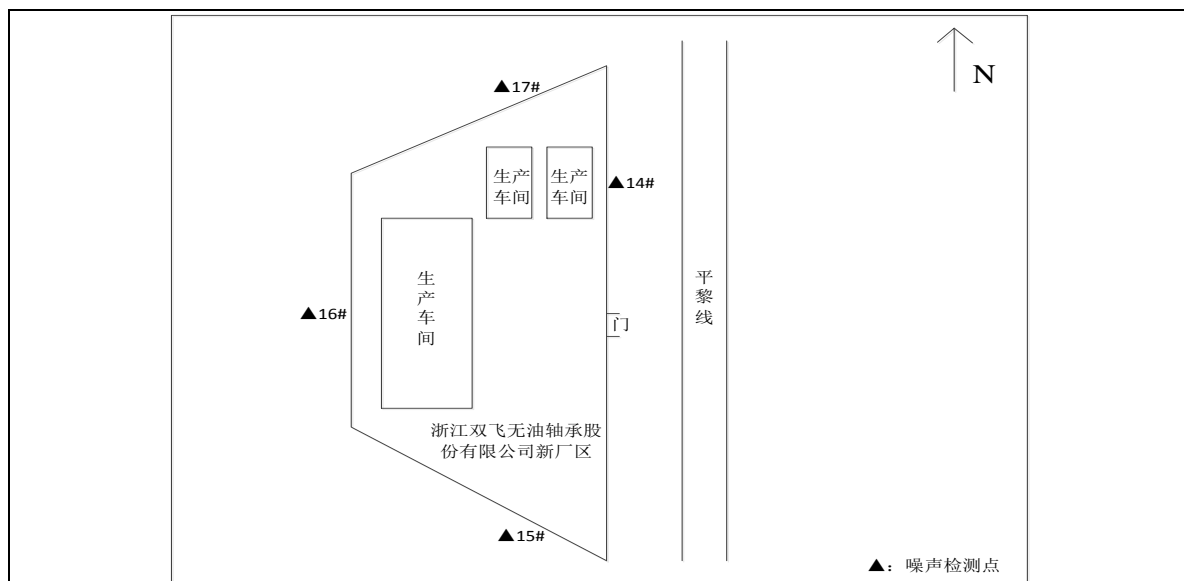 ▲17#
N
生产
车间
生产
车间
▲14#
生
产
车
间
平
黎
线
▲16#
门
浙江双飞无油轴承股
份有限公司新厂区
▲15#
▲：噪声检测点